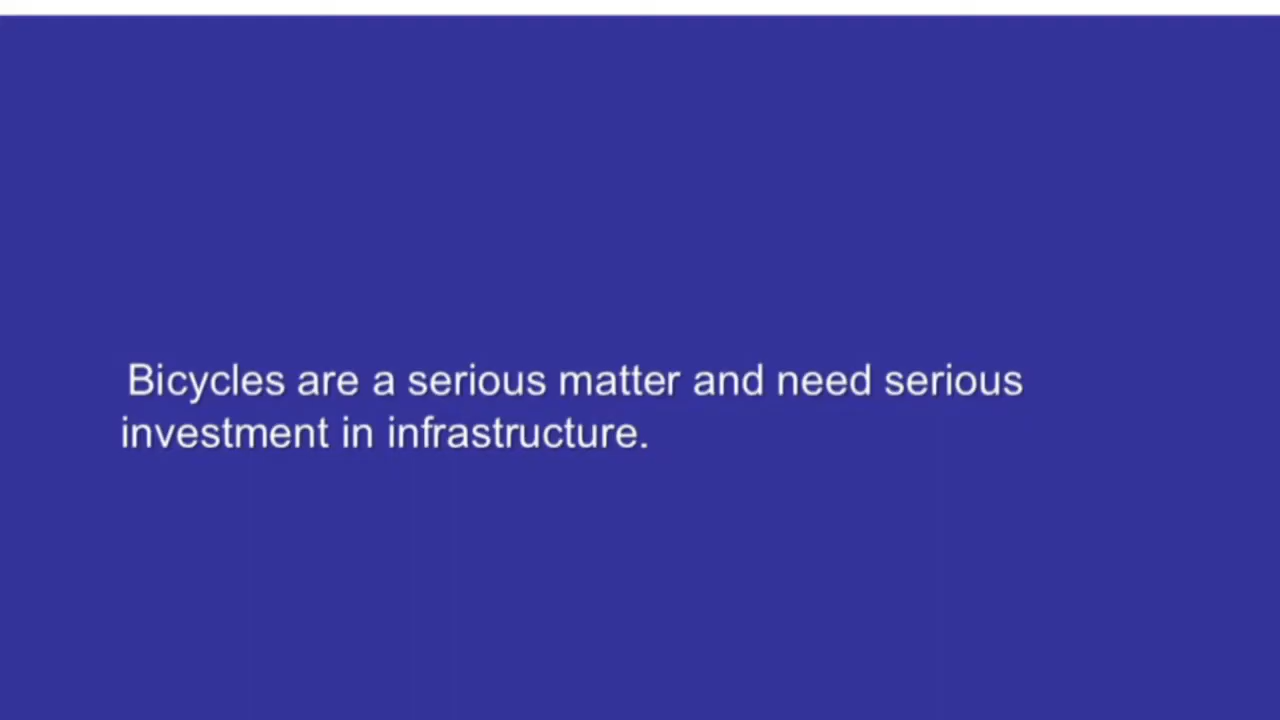 Bicycles are a serious matter and need serious
investment in infrastructure.